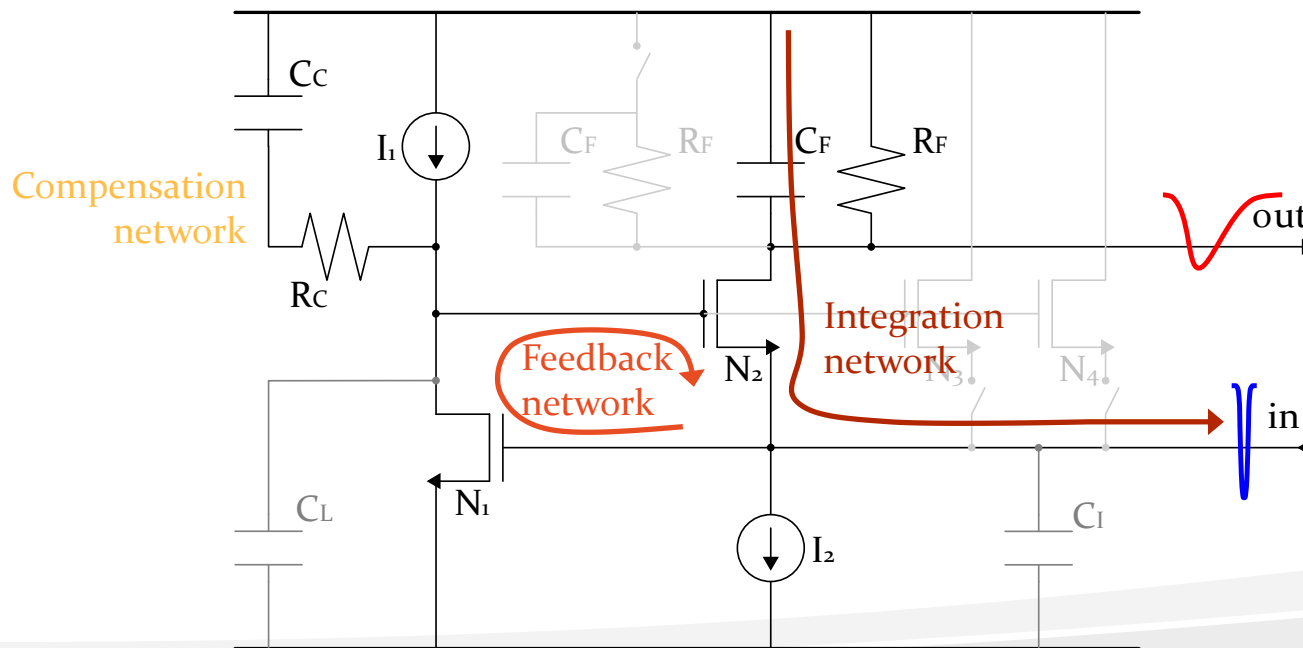 CC
I1
CF
RF
CF
RF
Compensation
network
out
RC
Integration
network
Feedback
network
N2
N3
N4
in
N1
CL
I2
CI